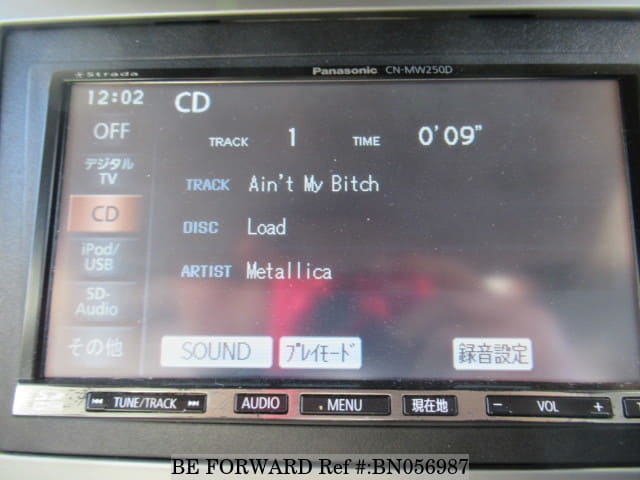 Strada Panasonic CN-MW250D
12:02 CD
OFF TRACK 1 TIME 0'09"
デジタル
TV
TRACK Ain't My Bitch
CD
DISC Load
iPod/
USB
ARTIST Metallica
SD-
Audio
その他 SOUND プレイモード 録音設定
TUNE/TRACK AUDIO MENU 現在地 - VOL +
BE FORWARD Ref #:BN056987